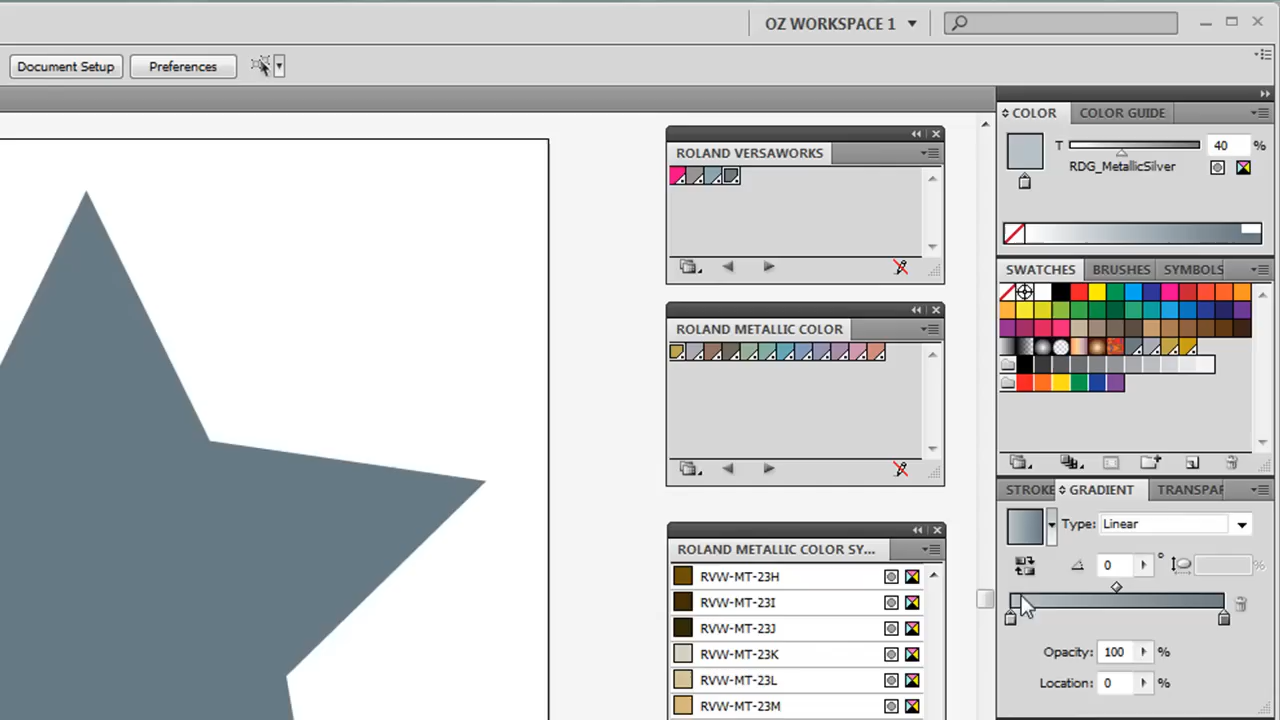 OZ WORKSPACE 1
Document Setup
Preferences
COLOR
COLOR GUIDE
T
40
%
RDG_MetallicSilver
ROLAND VERSAWORKS
SWATCHES
BRUSHES
SYMBOLS
ROLAND METALLIC COLOR
STROKE
GRADIENT
TRANSPAR
Type:
Linear
0
°
%
ROLAND METALLIC COLOR SY...
RVW-MT-23H
RVW-MT-23I
RVW-MT-23J
RVW-MT-23K
RVW-MT-23L
RVW-MT-23M
Opacity:
100
%
Location:
0
%